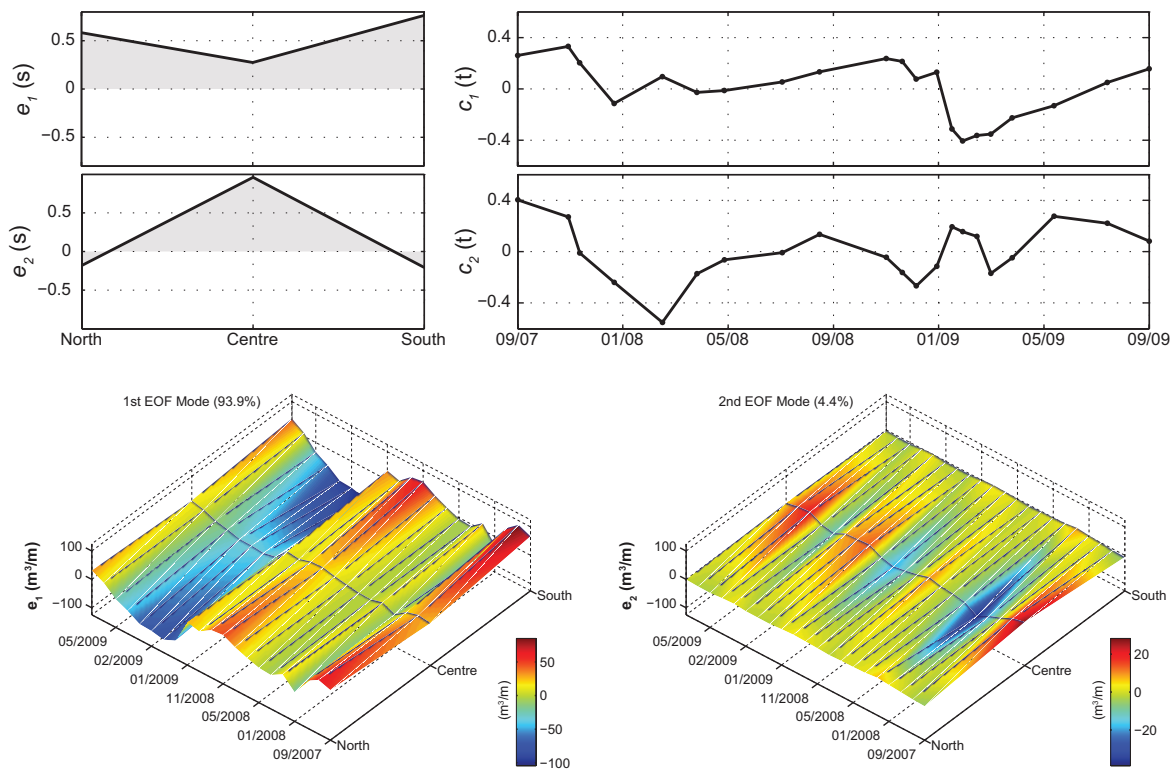 e1 (s)
0.5
0
−0.5
c1 (t)
0.4
0
−0.4
e2 (s)
0.5
0
−0.5
North
Centre
South
c2 (t)
0.4
0
−0.4
09/07
01/08
05/08
09/08
01/09
05/09
09/09
1st EOF Mode (93.9%)
e1 (m³/m)
100
0
−100
05/2009
02/2009
01/2009
11/2008
05/2008
01/2008
09/2007
South
Centre
North
50
0
−50
−100
(m³/m)
2nd EOF Mode (4.4%)
e2 (m³/m)
100
0
−100
05/2009
02/2009
01/2009
11/2008
05/2008
01/2008
09/2007
South
Centre
North
20
0
−20
(m³/m)